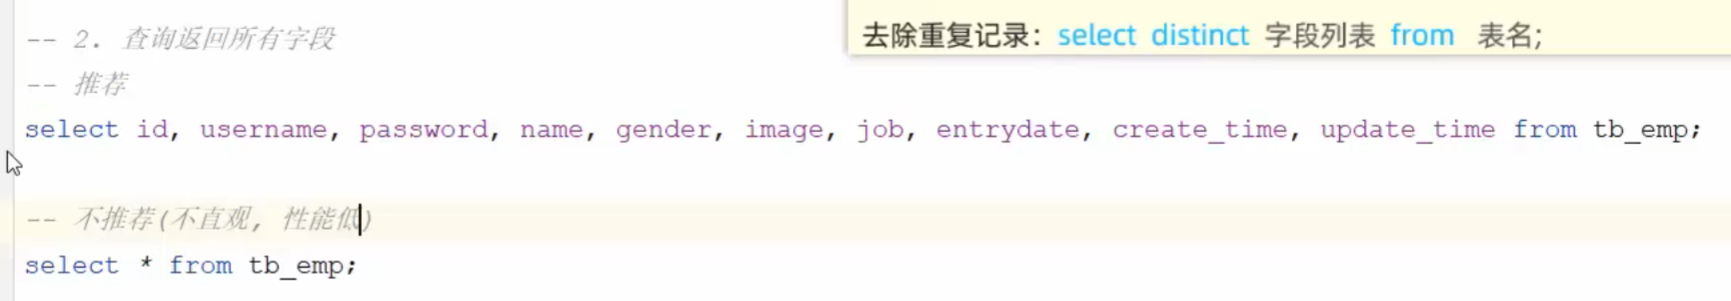 -- 2. 查询返回所有字段
去除重复记录：select distinct 字段列表 from 表名;
-- 推荐
select id, username, password, name, gender, image, job, entrydate, create_time, update_time from tb_emp;
-- 不推荐(不直观, 性能低)
select * from tb_emp;